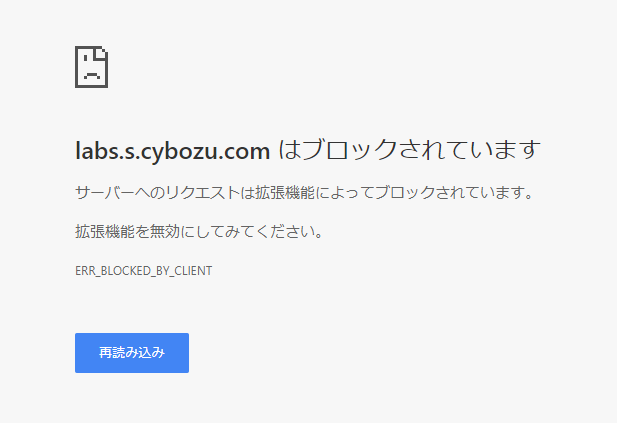 labs.s.cybozu.com はブロックされています
サーバーへのリクエストは拡張機能によってブロックされています。
拡張機能を無効にしてみてください。
ERR_BLOCKED_BY_CLIENT
再読み込み